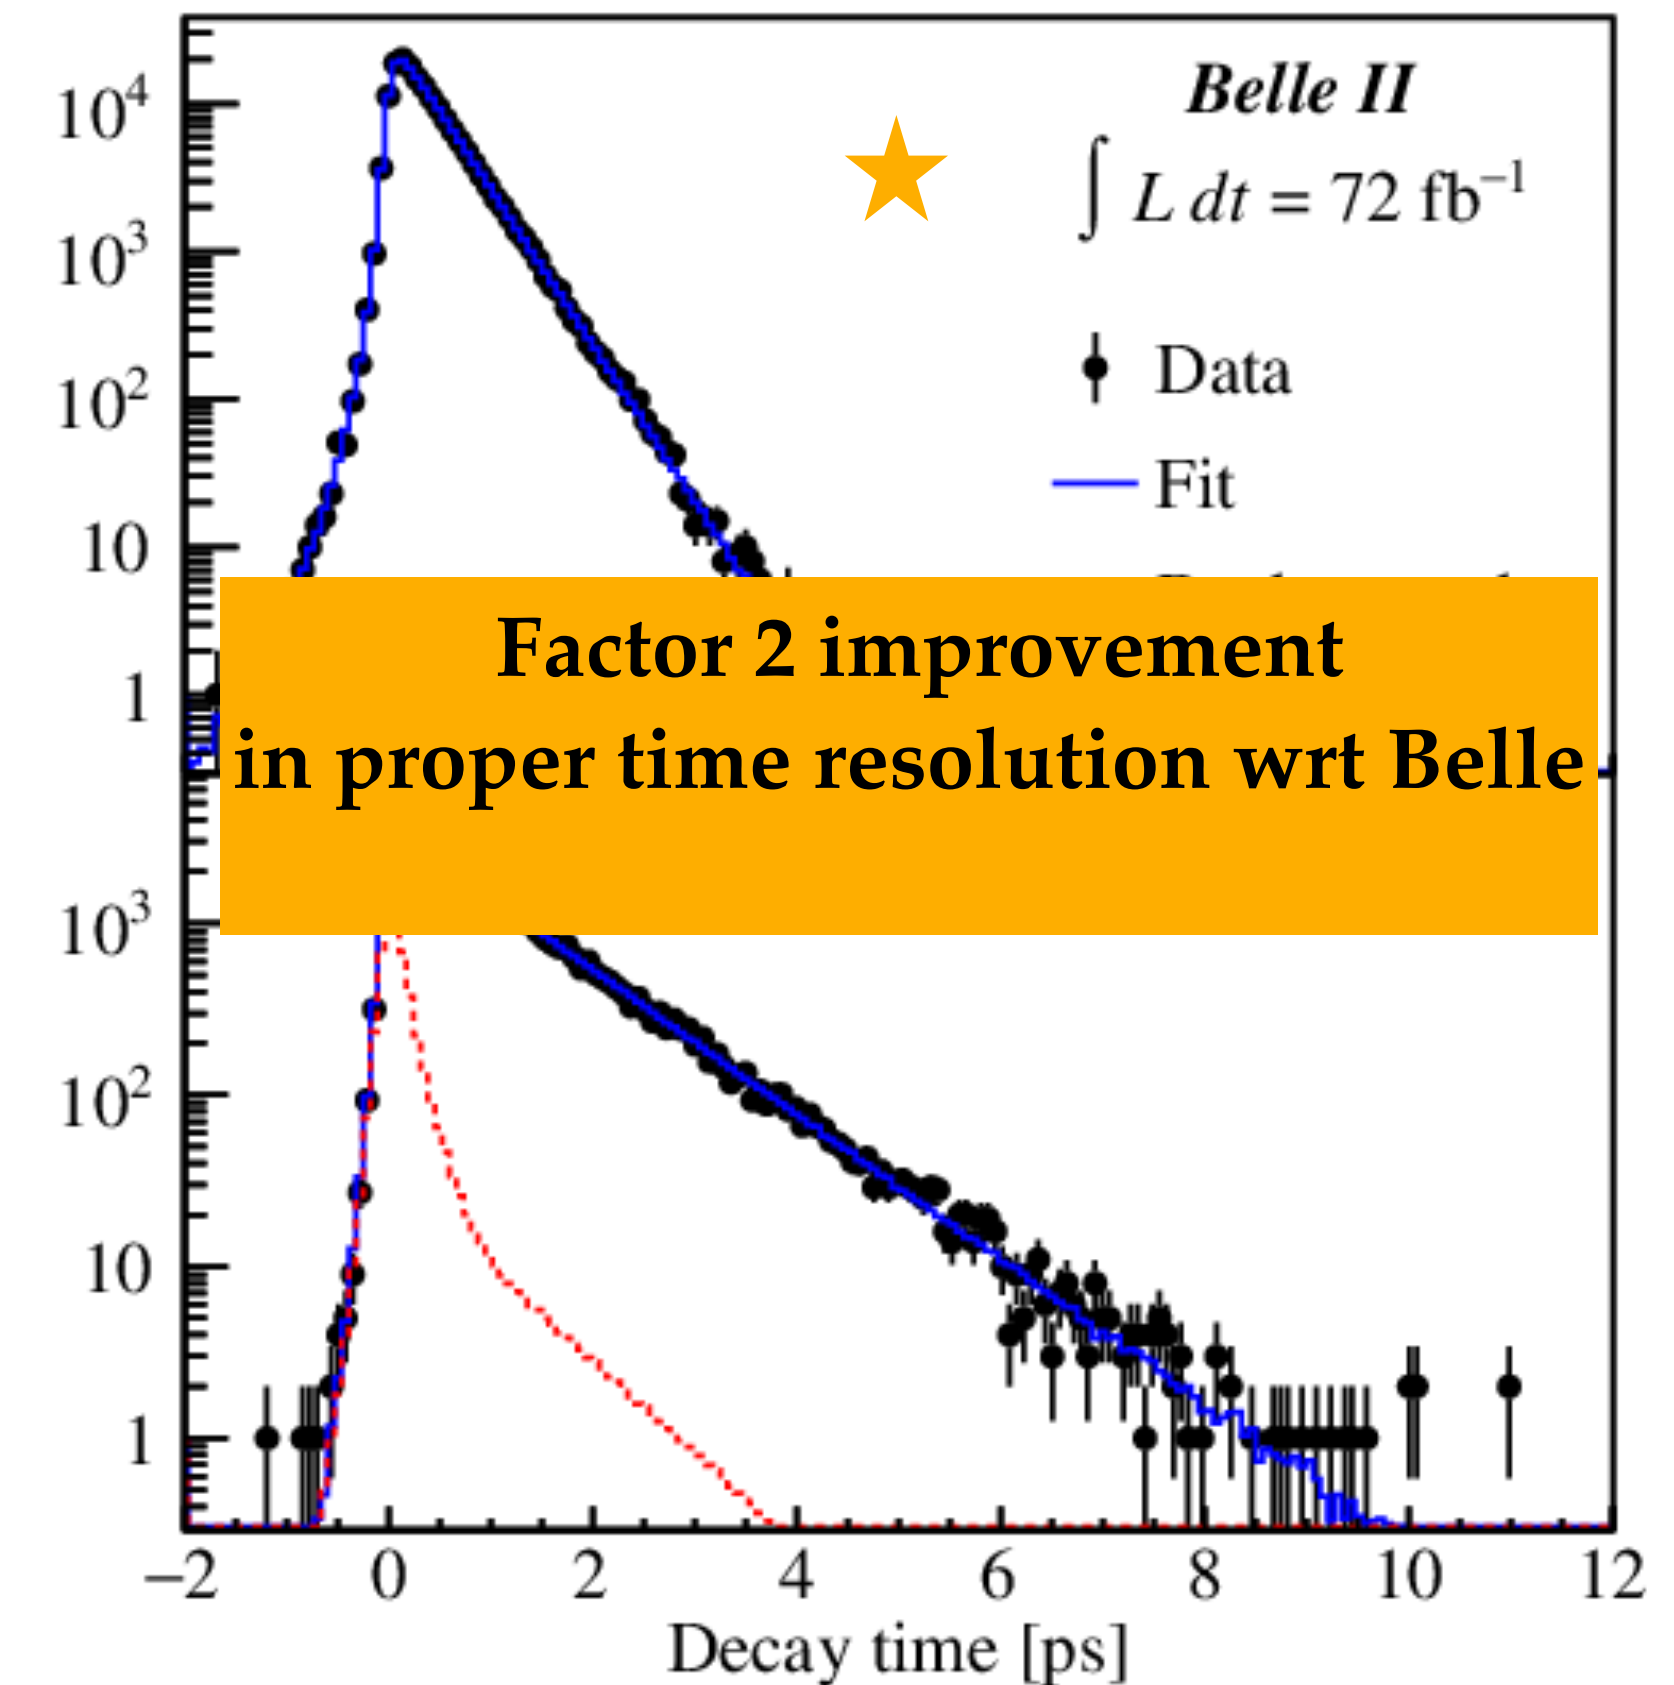 10⁴
10³
10²
10
1
Belle II
∫ L dt = 72 fb⁻¹
Data
Fit
Factor 2 improvement
in proper time resolution wrt Belle
10³
10²
10
1
−2 0 2 4 6 8 10 12
Decay time [ps]